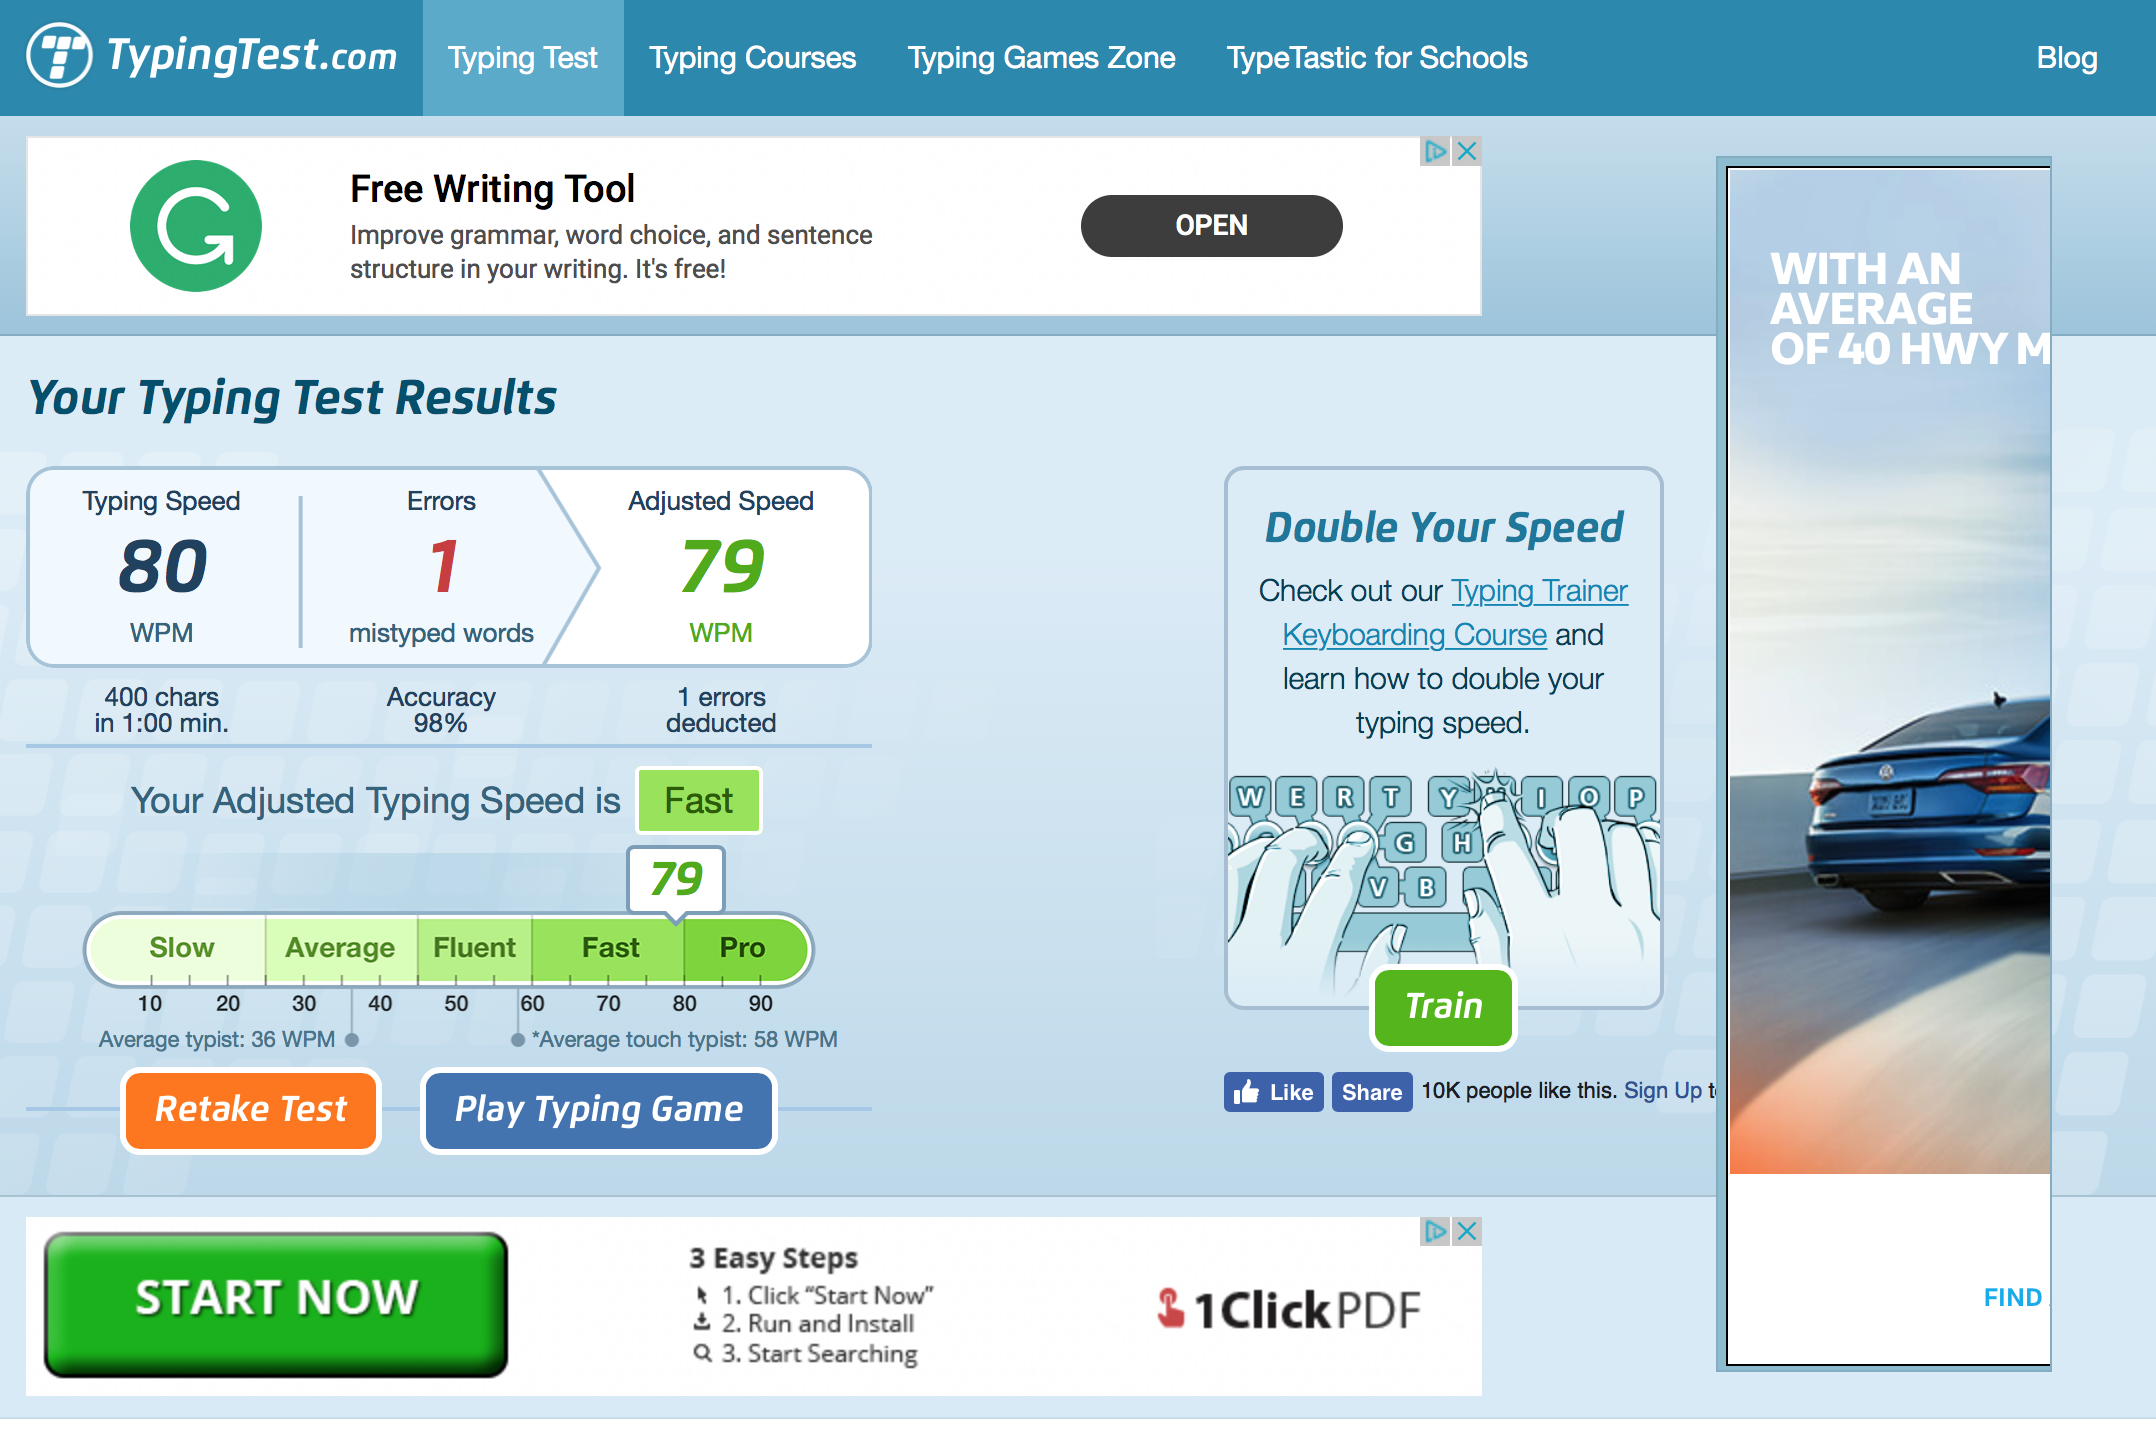 TypingTest.com
Typing Test
Typing Courses
Typing Games Zone
TypeTastic for Schools
Blog
Free Writing Tool
Improve grammar, word choice, and sentence
structure in your writing. It's free!
OPEN
WITH AN
AVERAGE
OF 40 HWY M
Your Typing Test Results
Typing Speed
80
WPM
Errors
1
mistyped words
Adjusted Speed
79
WPM
400 chars
in 1:00 min.
Accuracy
98%
1 errors
deducted
Your Adjusted Typing Speed is Fast
79
Slow Average Fluent Fast Pro
10 20 30 40 50 60 70 80 90
Average typist: 36 WPM
*Average touch typist: 58 WPM
Retake Test
Play Typing Game
Double Your Speed
Check out our Typing Trainer
Keyboarding Course and
learn how to double your
typing speed.
W E R T Y I O P
G H
V B
Train
Like
Share
10K people like this. Sign Up t
START NOW
3 Easy Steps
1. Click “Start Now”
2. Run and Install
3. Start Searching
1ClickPDF
FIND